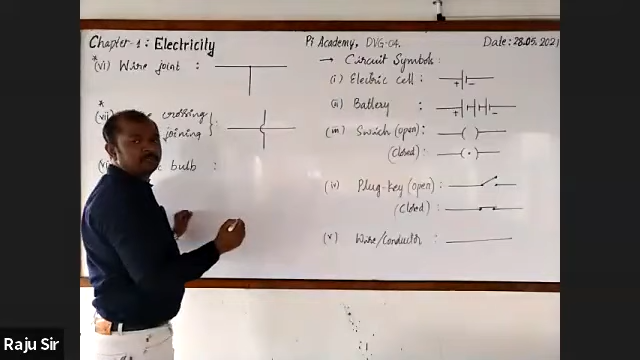 Chapter-1 : Electricity
Pi Academy, DVG-04.
Date: 28.05.2021
*(vi) Wire joint :
*
(vii) crossing
joining } :
bulb :
→ Circuit Symbols :
(i) Electric cell : + -
(ii) Battery : + -
(iii) Switch (open) :
(Closed) :
(iv) Plug-key (open) :
(Closed) :
(v) Wire/Conductor :
Raju Sir